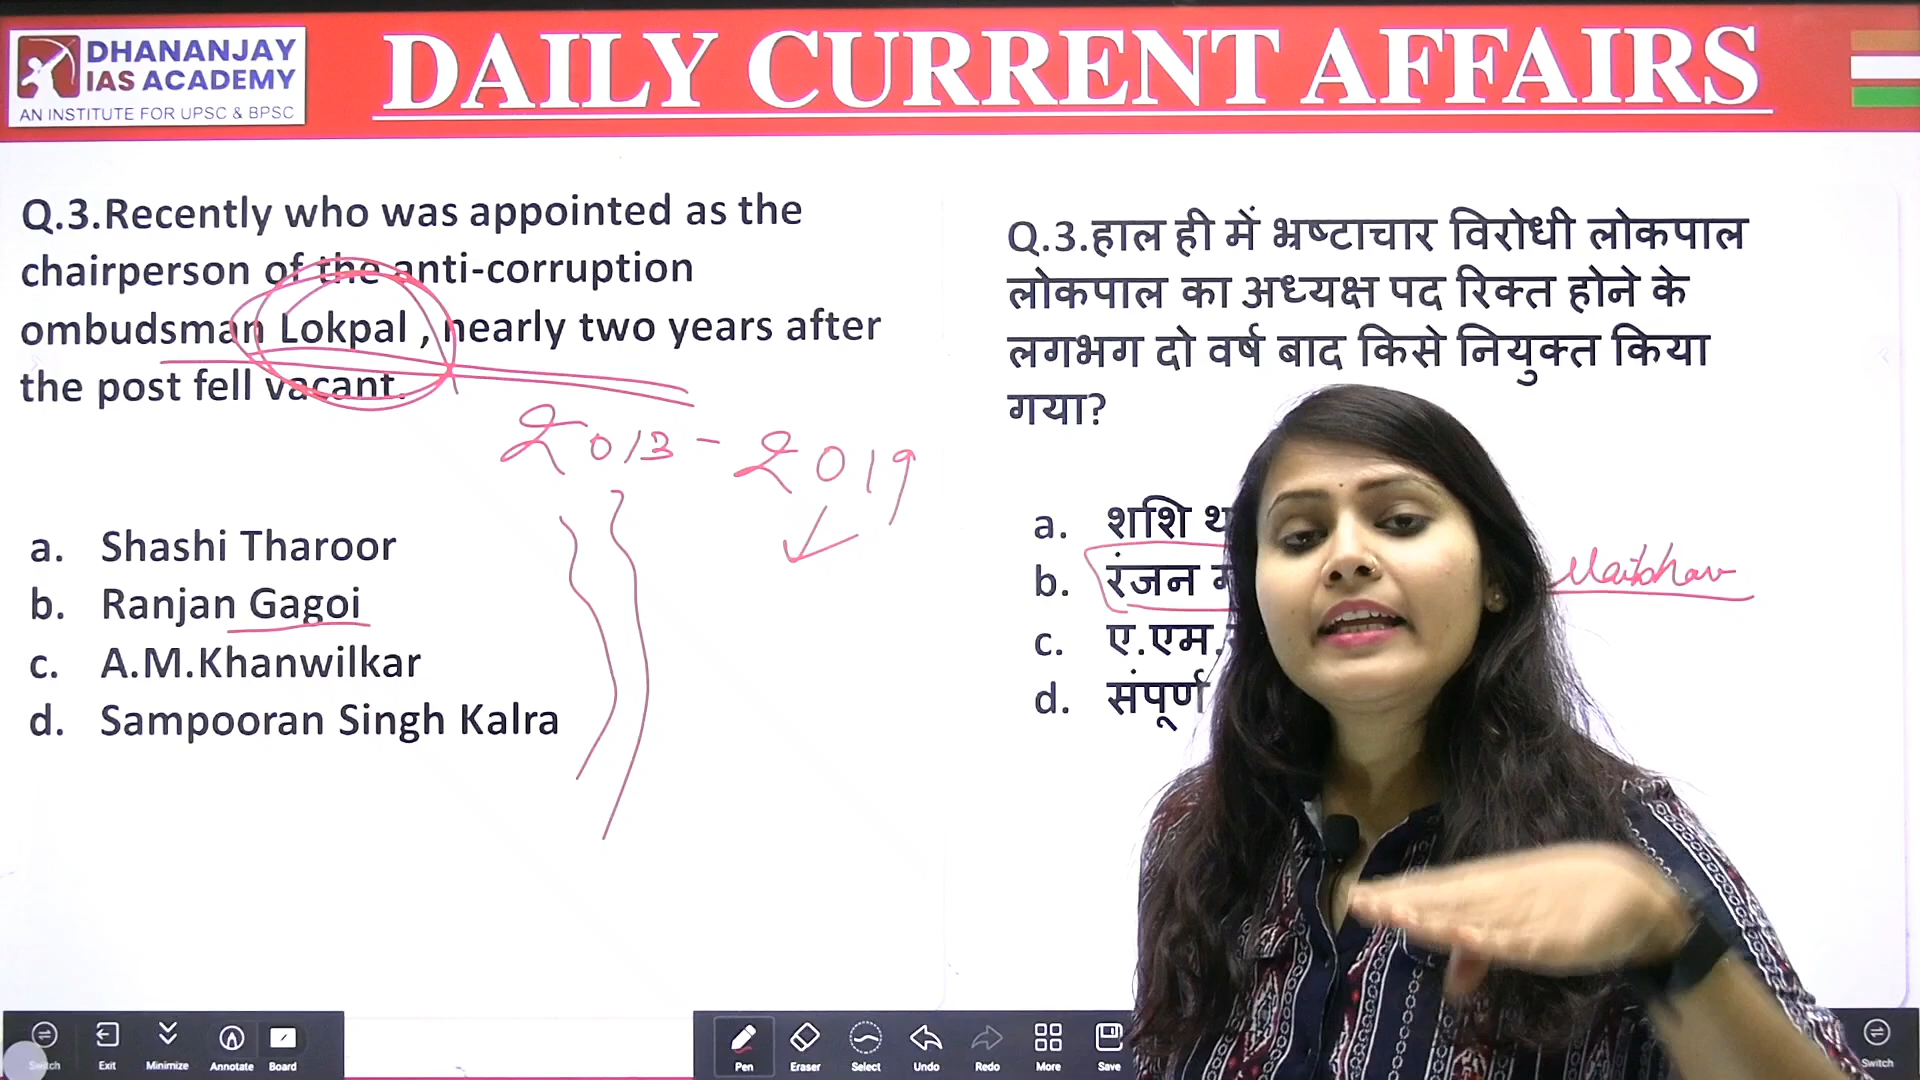 DHANANJAY
IAS ACADEMY
AN INSTITUTE FOR UPSC & BPSC
DAILY CURRENT AFFAIRS
Q.3.Recently who was appointed as the
chairperson of the anti-corruption
ombudsman Lokpal , nearly two years after
the post fell vacant.
2013 - 2019
a. Shashi Tharoor
b. Ranjan Gagoi
c. A.M.Khanwilkar
d. Sampooran Singh Kalra
Q.3.हाल ही में भ्रष्टाचार विरोधी लोकपाल
लोकपाल का अध्यक्ष पद रिक्त होने के
लगभग दो वर्ष बाद किसे नियुक्त किया
गया?
a. शशि
b. रंजन
c. ए.एम.
d. संपूर्ण
Switch
Exit
Minimize
Annotate
Board
Pen
Eraser
Select
Undo
Redo
More
Save
Switch